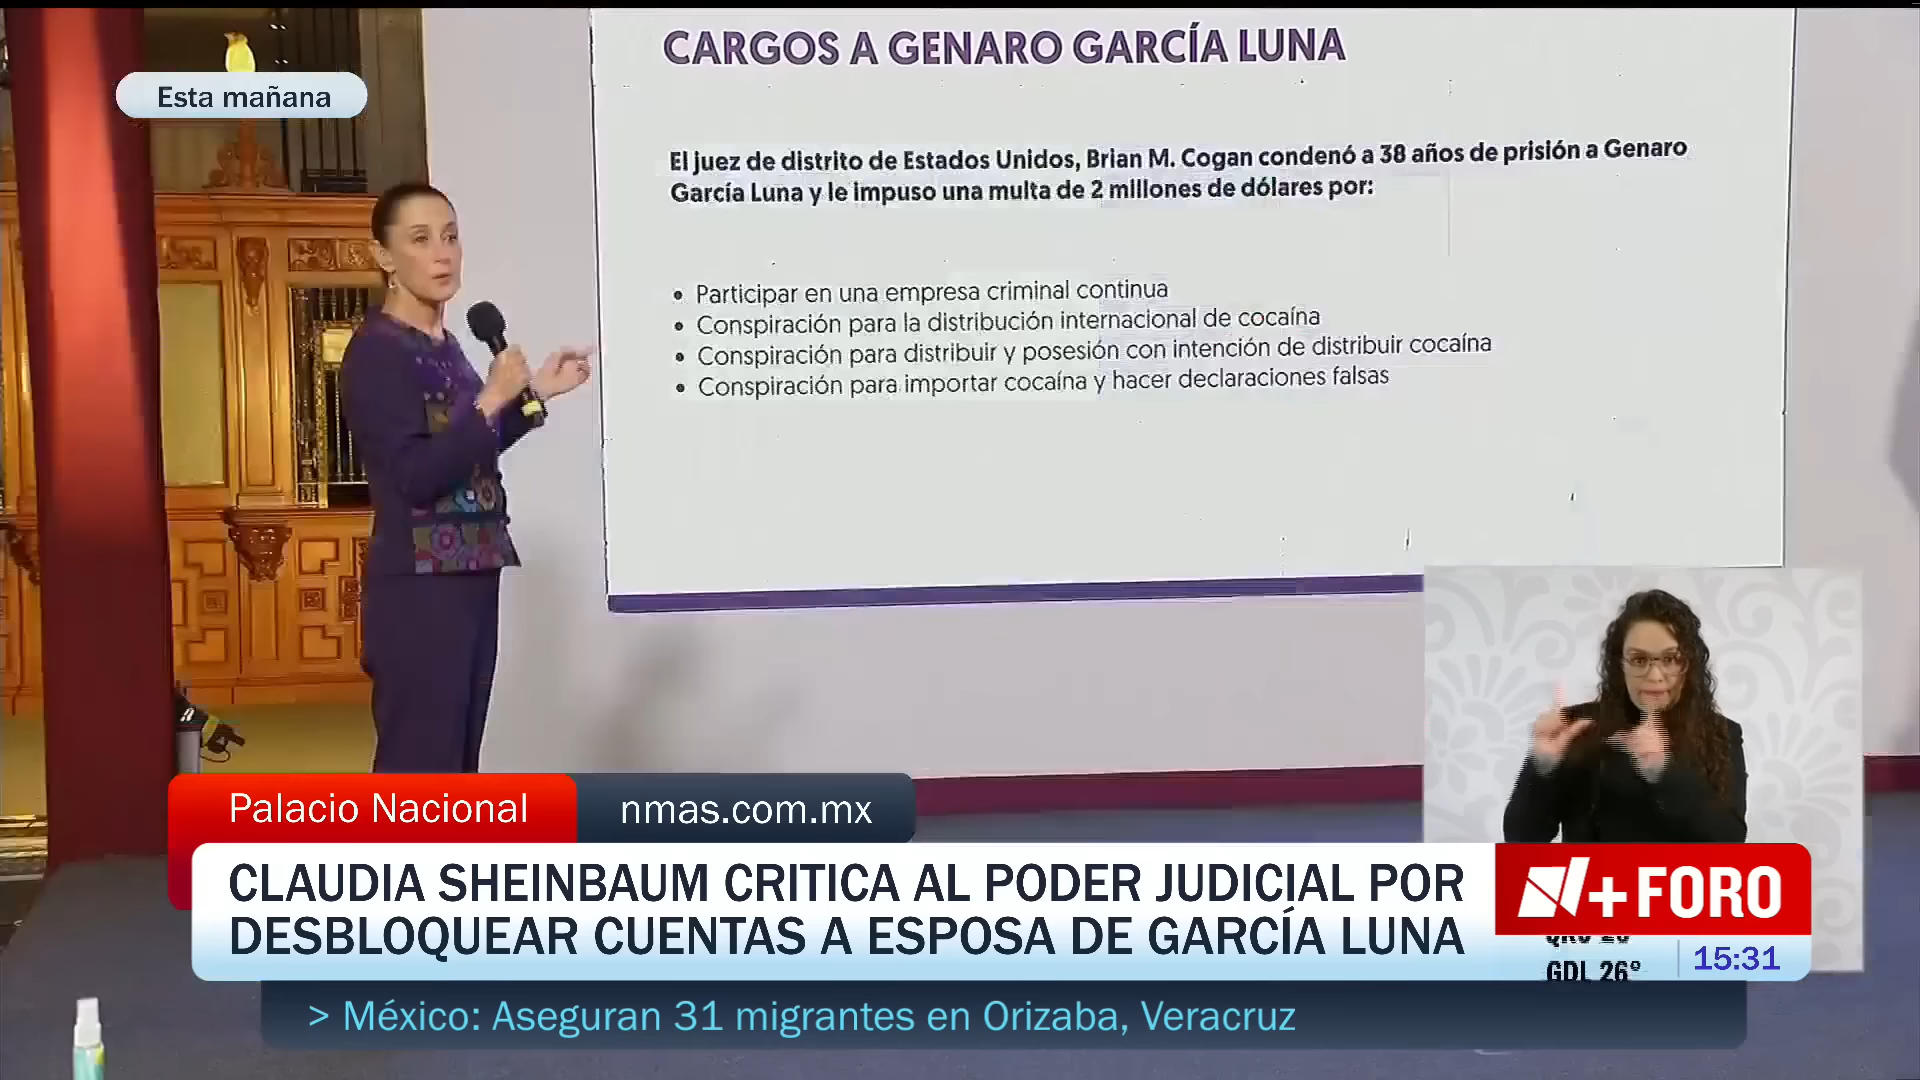 CARGOS A GENARO GARCÍA LUNA
Esta mañana
El juez de distrito de Estados Unidos, Brian M. Cogan condenó a 38 años de prisión a Genaro
García Luna y le impuso una multa de 2 millones de dólares por:
• Participar en una empresa criminal continua
• Conspiración para la distribución internacional de cocaína
• Conspiración para distribuir y posesión con intención de distribuir cocaína
• Conspiración para importar cocaína y hacer declaraciones falsas
Palacio Nacional
nmas.com.mx
CLAUDIA SHEINBAUM CRITICA AL PODER JUDICIAL POR
DESBLOQUEAR CUENTAS A ESPOSA DE GARCÍA LUNA
N+ FORO
GDL 26°
15:31
> México: Aseguran 31 migrantes en Orizaba, Veracruz